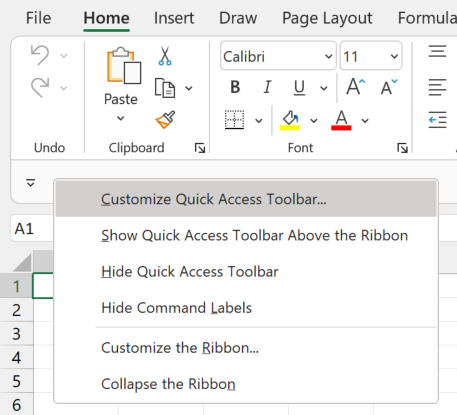 File Home Insert Draw Page Layout Formula
Calibri 11
Paste
B I U A A
A
Undo Clipboard Font
Customize Quick Access Toolbar...
A1
Show Quick Access Toolbar Above the Ribbon
Hide Quick Access Toolbar
1
Hide Command Labels
2
3
Customize the Ribbon...
4
Collapse the Ribbon
5
6